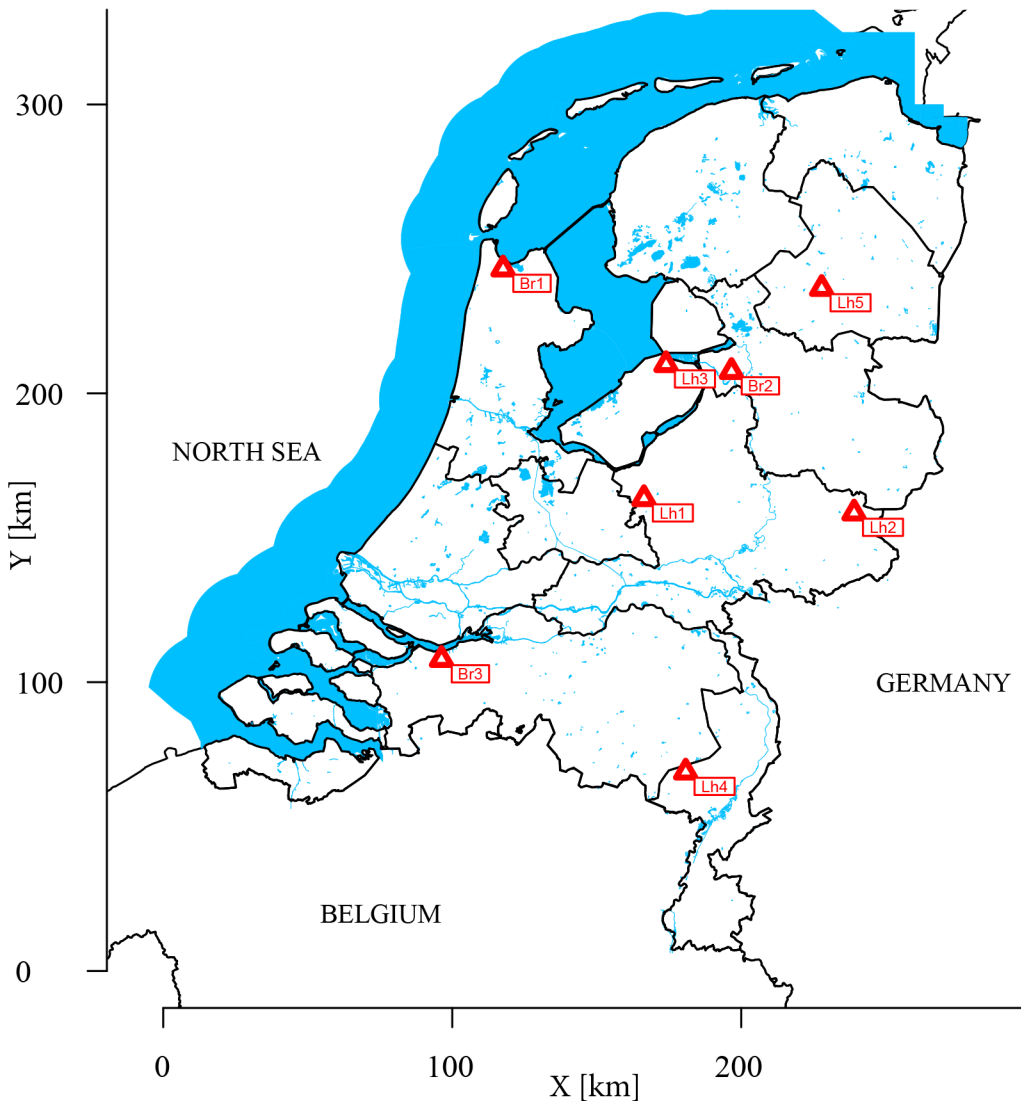 300
Br1
Lh5
Lh3
Br2
200
NORTH SEA
Lh1
Lh2
Y [km]
Br3
100
GERMANY
Lh4
BELGIUM
0
0
100
200
X [km]